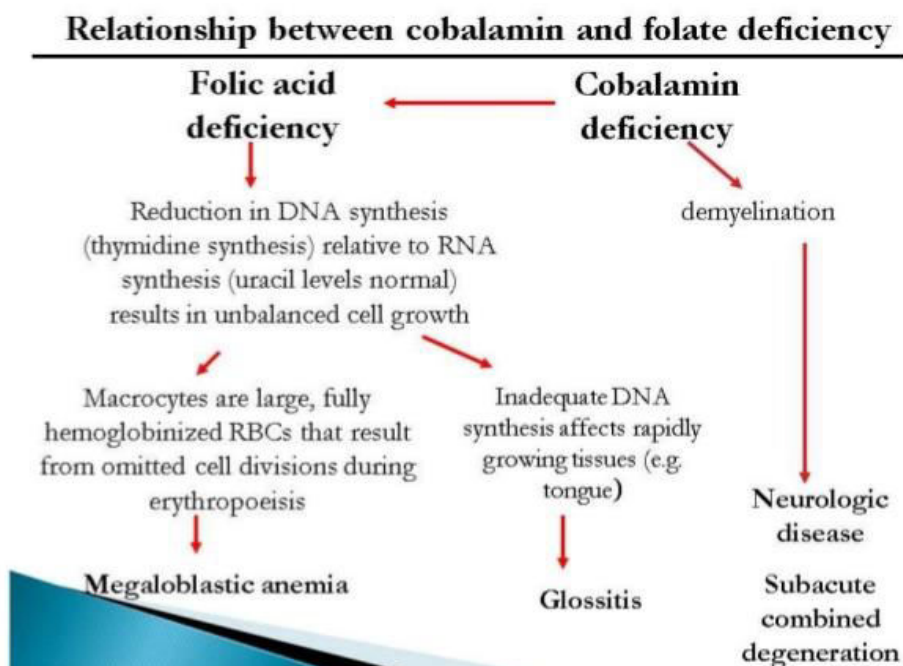 Relationship between cobalamin and folate deficiency
Folic acid
deficiency
Cobalamin
deficiency
Reduction in DNA synthesis
(thymidine synthesis) relative to RNA
synthesis (uracil levels normal)
results in unbalanced cell growth
demyelination
Macrocytes are large, fully
hemoglobinized RBCs that result
from omitted cell divisions during
erythropoeisis
Inadequate DNA
synthesis affects rapidly
growing tissues (e.g.
tongue)
Megaloblastic anemia
Glossitis
Neurologic
disease
Subacute
combined
degeneration